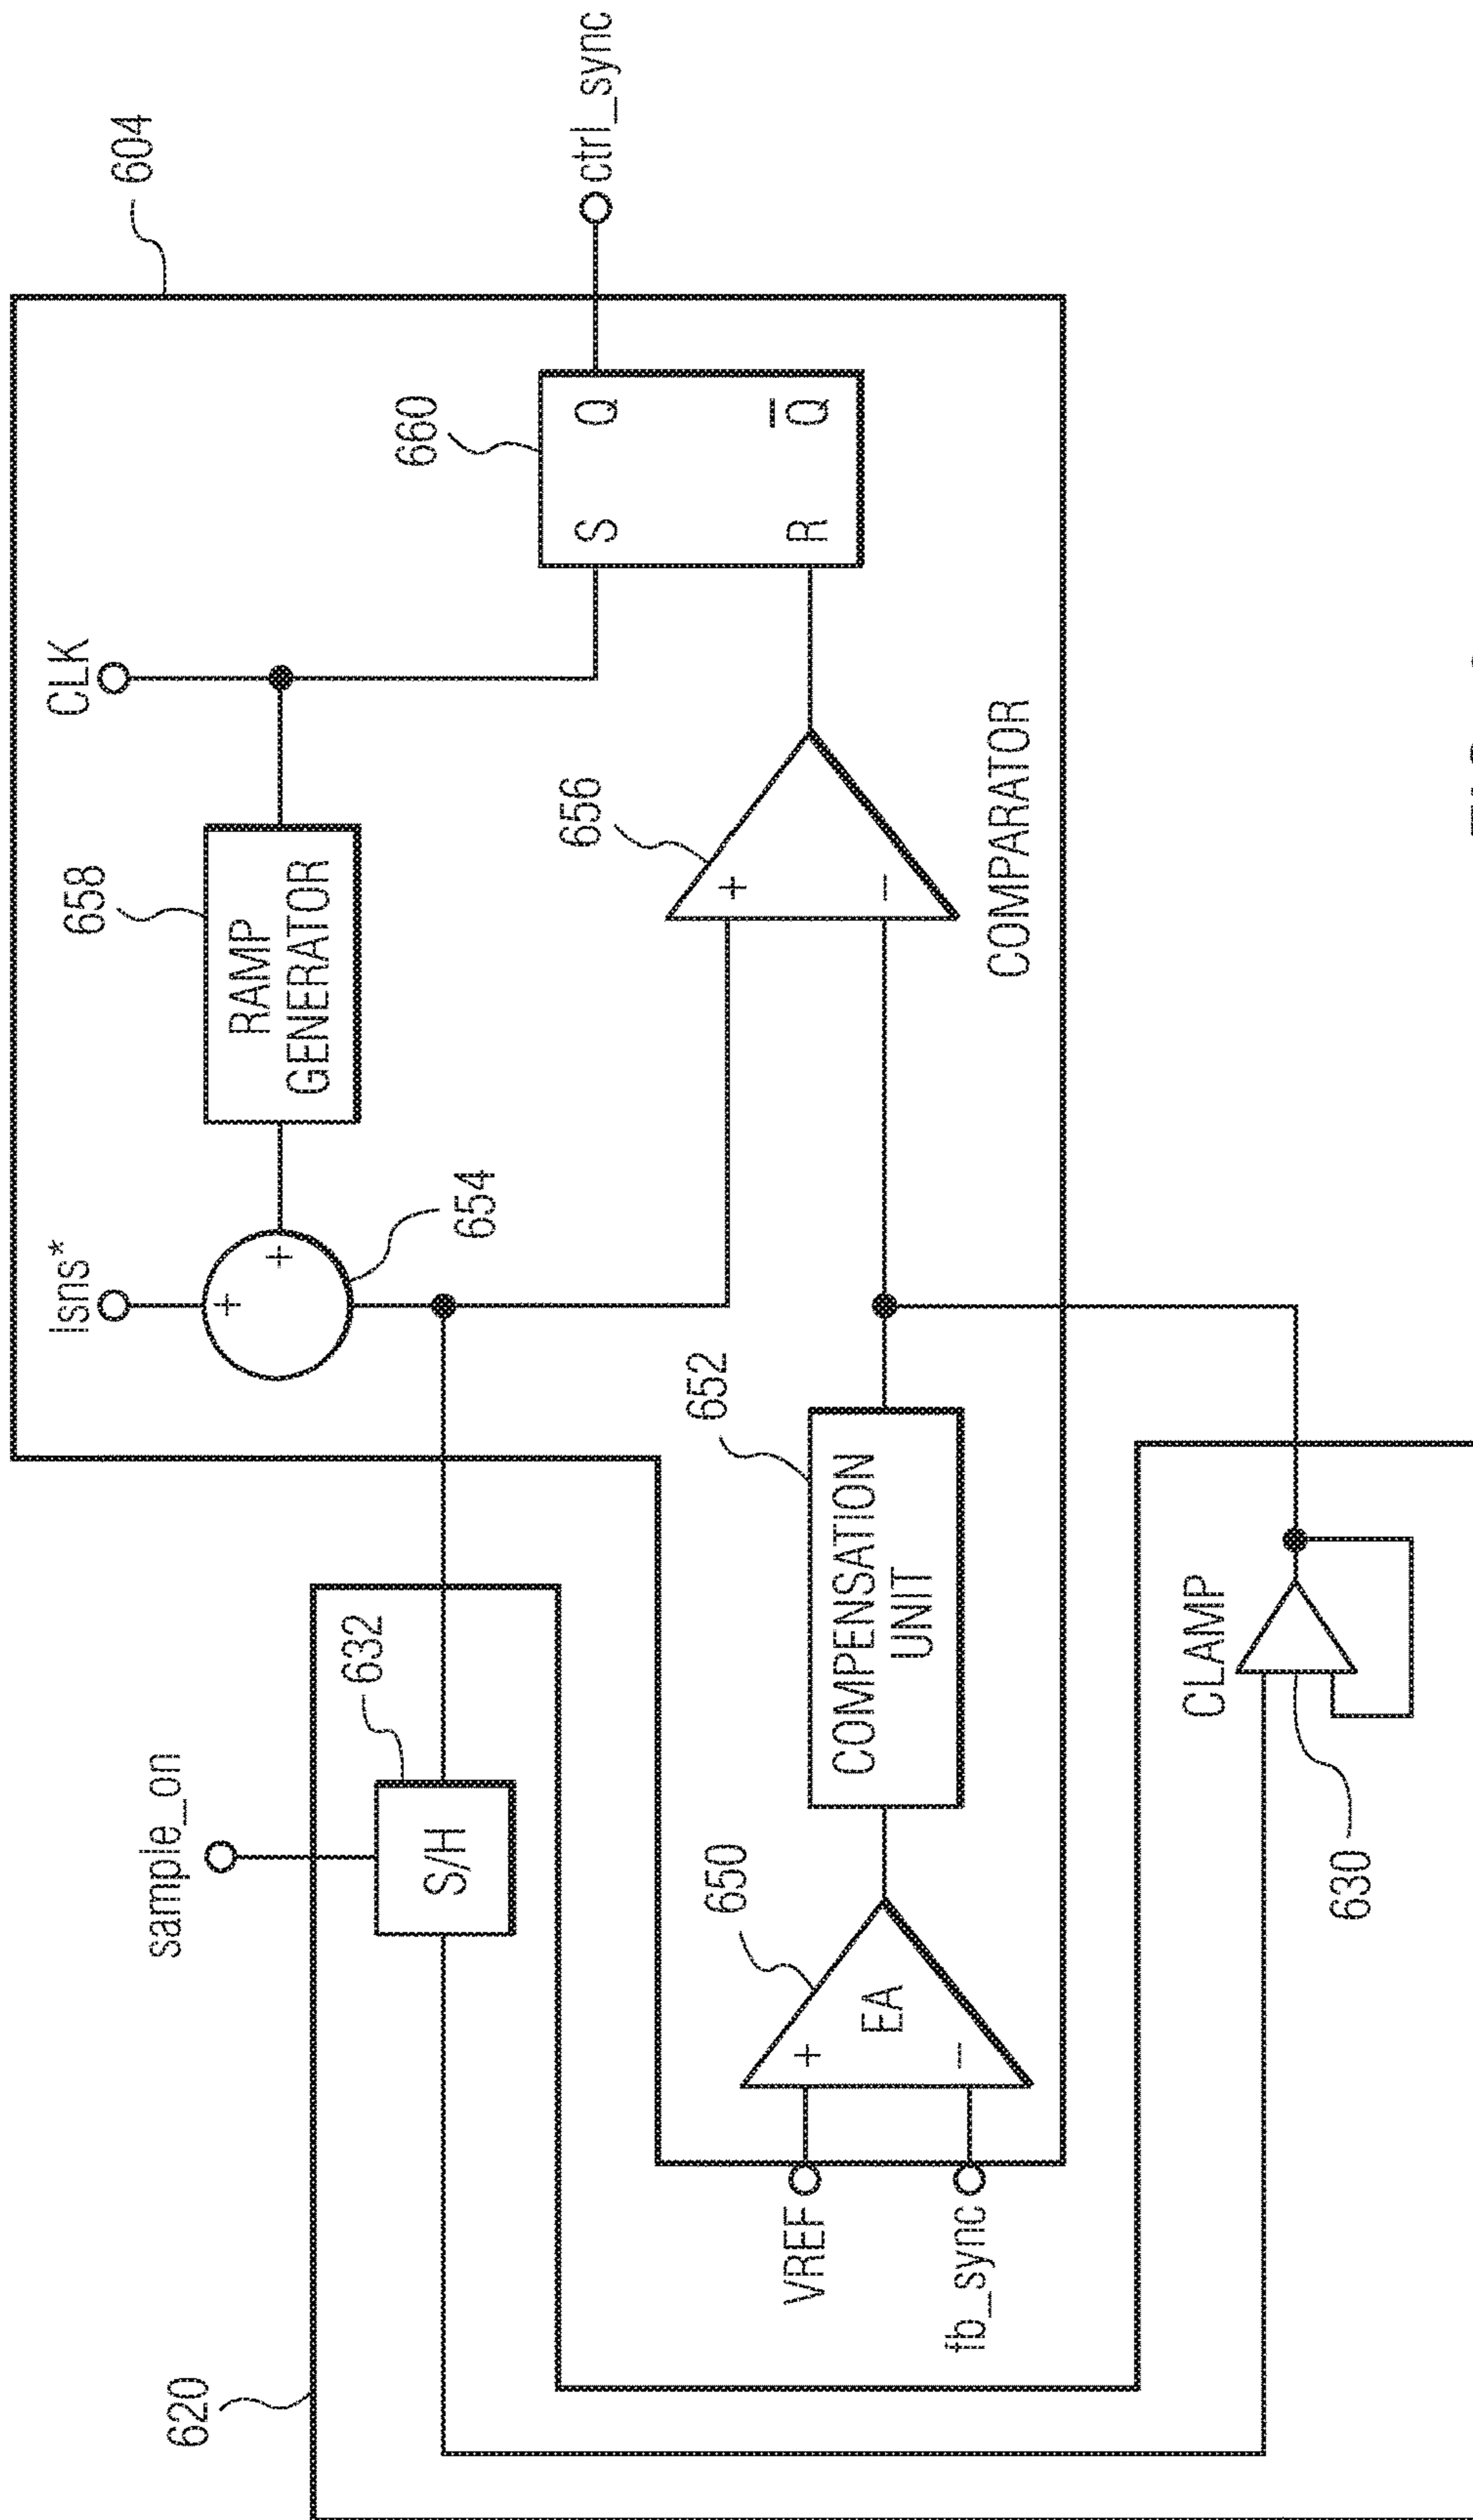 604
Isns*
CLK
658
RAMP
GENERATOR
+
+
654
ctrl_sync
660
S
Q
R
Q̅
656
+
−
COMPARATOR
sample_on
632
S/H
620
652
COMPENSATION
UNIT
650
EA
+
−
VREF
fb_sync
CLAMP
630